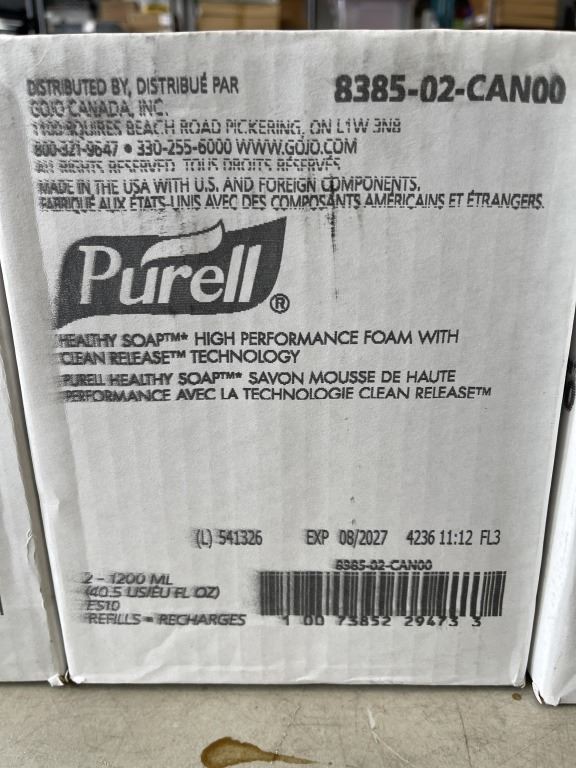 DISTRIBUTED BY, DISTRIBUÉ PAR
8385-02-CAN00
GOJO CANADA, INC.
1100 SQUIRES BEACH ROAD PICKERING, ON L1W 3N8
800-321-9647 • 330-255-6000 WWW.GOJO.COM
ALL RIGHTS RESERVED. TOUS DROITS RÉSERVÉS
MADE IN THE USA WITH U.S. AND FOREIGN COMPONENTS.
FABRIQUÉ AUX ÉTATS-UNIS AVEC DES COMPOSANTS AMÉRICAINS ET ÉTRANGERS.
Purell®
HEALTHY SOAP™* HIGH PERFORMANCE FOAM WITH
CLEAN RELEASE™ TECHNOLOGY
PURELL HEALTHY SOAP™* SAVON MOUSSE DE HAUTE
PERFORMANCE AVEC LA TECHNOLOGIE CLEAN RELEASE™
(L) 541326 EXP 08/2027 4236 11:12 FL3
8385-02-CAN00
2 - 1200 ML
(40.5 US/ÉU FL OZ)
ES10
REFILLS • RECHARGES
1 00 73852 29473 3